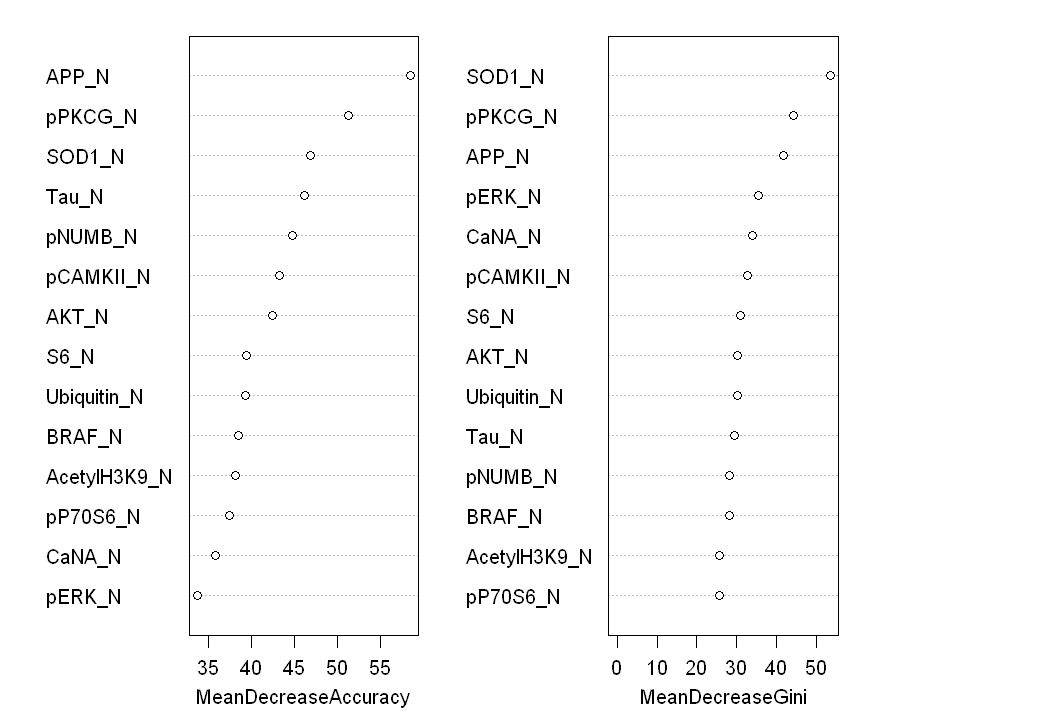 APP_N
pPKCG_N
SOD1_N
Tau_N
pNUMB_N
pCAMKII_N
AKT_N
S6_N
Ubiquitin_N
BRAF_N
AcetylH3K9_N
pP70S6_N
CaNA_N
pERK_N
35 40 45 50 55
MeanDecreaseAccuracy
SOD1_N
pPKCG_N
APP_N
pERK_N
CaNA_N
pCAMKII_N
S6_N
AKT_N
Ubiquitin_N
Tau_N
pNUMB_N
BRAF_N
AcetylH3K9_N
pP70S6_N
0 10 20 30 40 50
MeanDecreaseGini